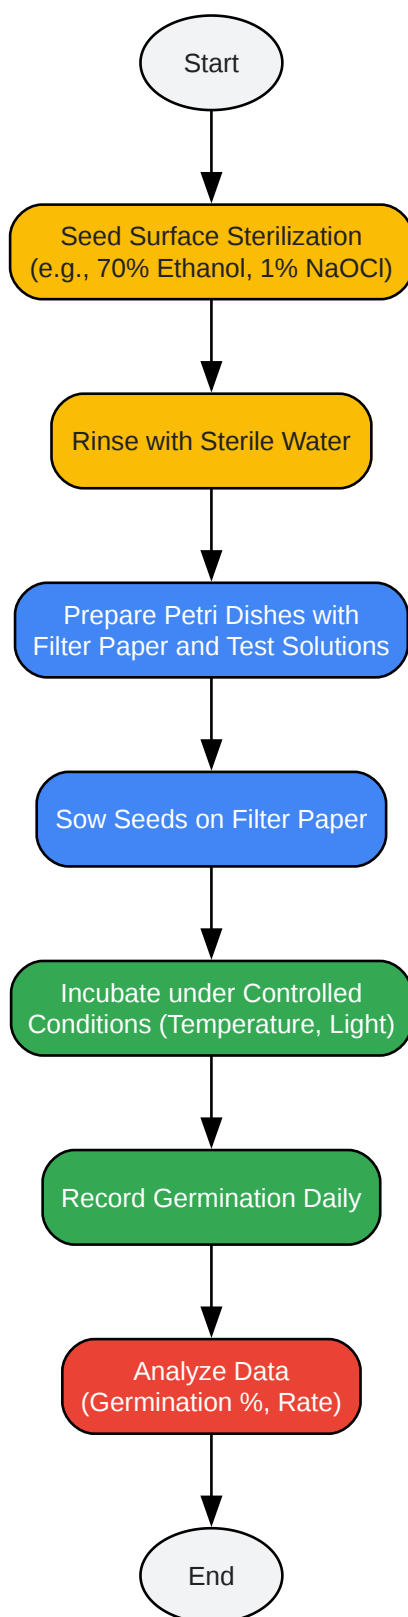 Start
Seed Surface Sterilization
(e.g., 70% Ethanol, 1% NaOCl)
Rinse with Sterile Water
Prepare Petri Dishes with
Filter Paper and Test Solutions
Sow Seeds on Filter Paper
Incubate under Controlled
Conditions (Temperature, Light)
Record Germination Daily
Analyze Data
(Germination %, Rate)
End